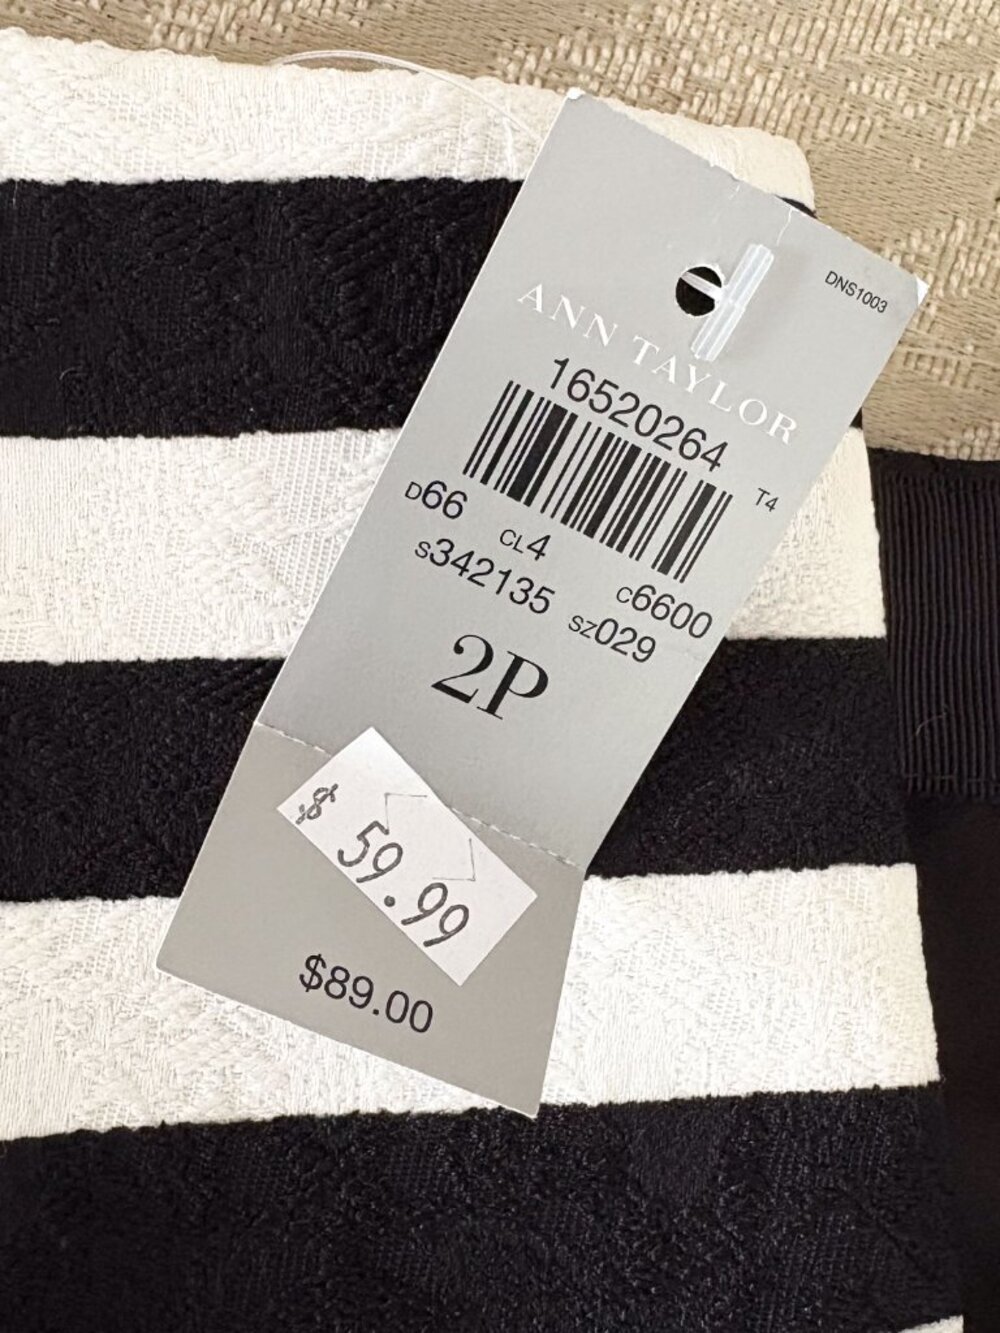 DNS1003
ANN TAYLOR
16520264
T4
D66 CL4 C6600
S342135 SZ029
2P
$ 59.99
$89.00